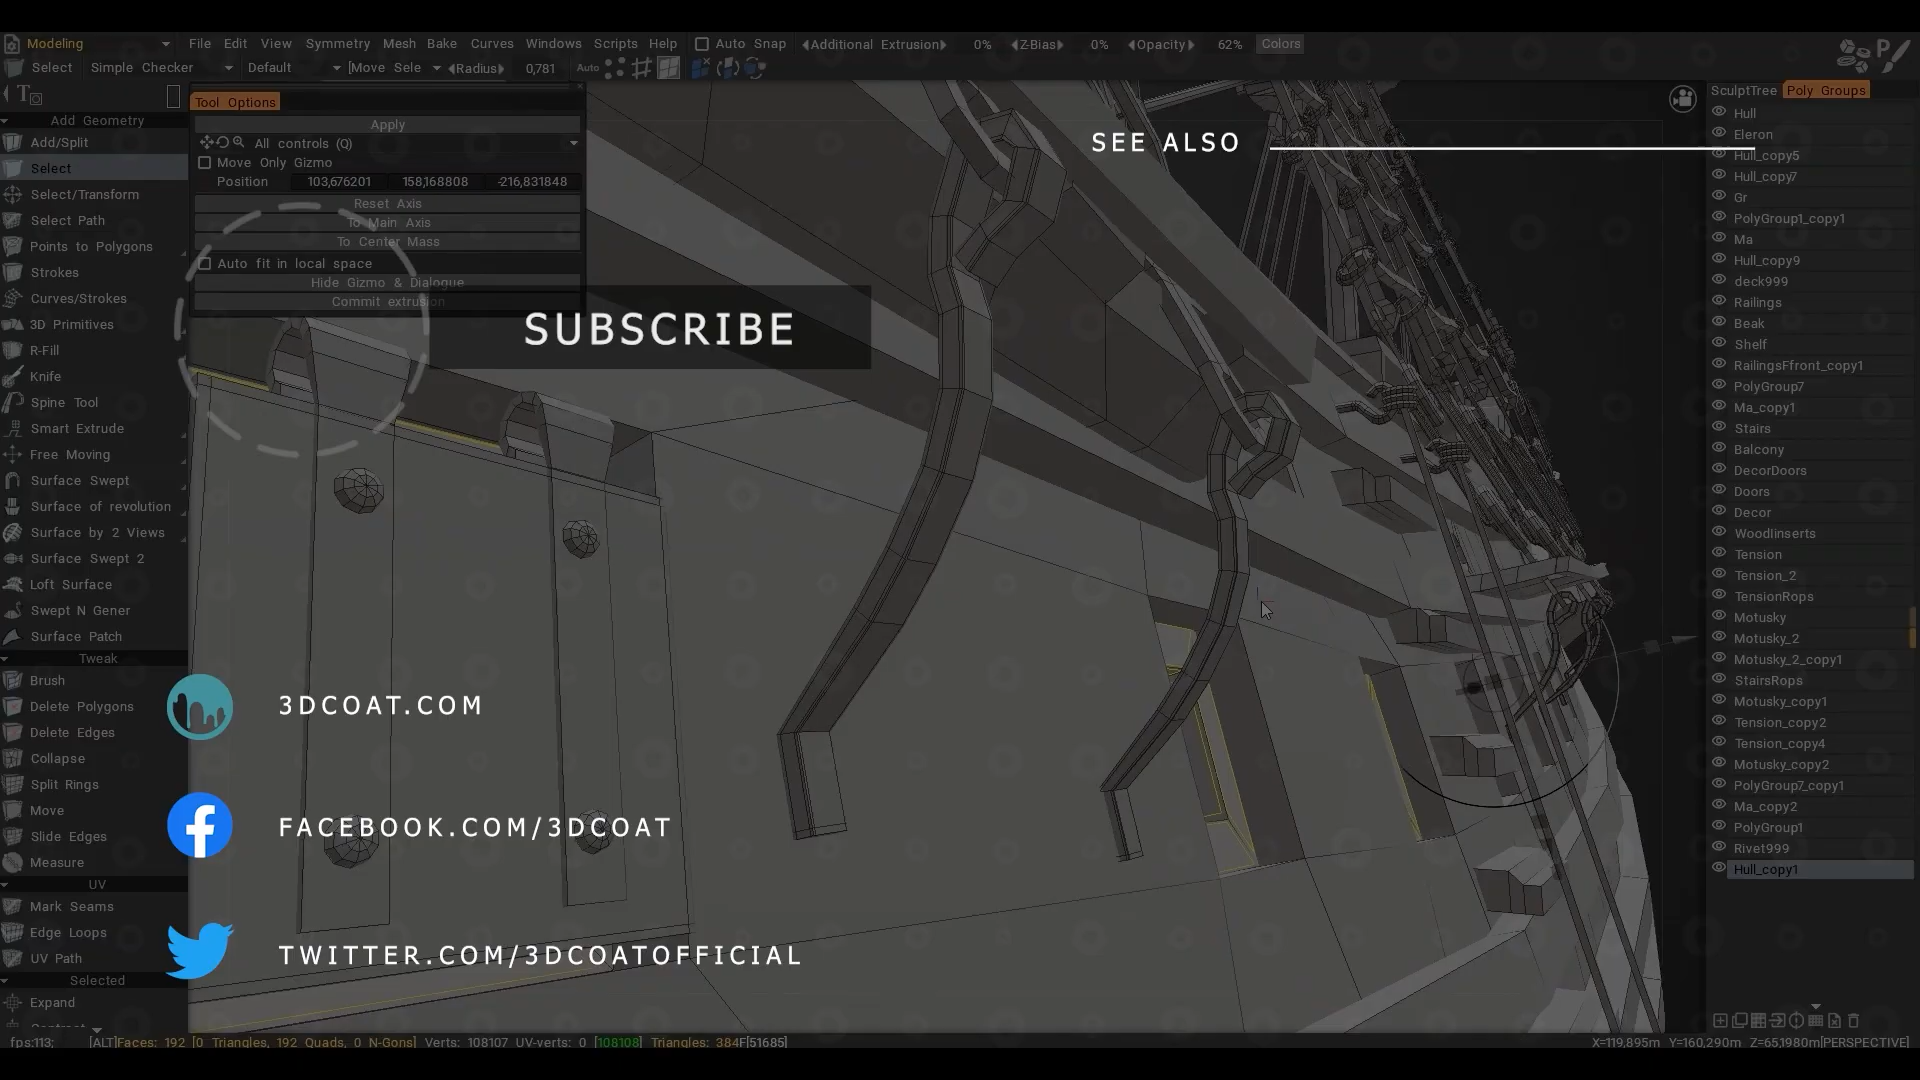 Modeling File Edit View Symmetry Mesh Bake Curves Windows Scripts Help Auto Snap Additional Extrusion 0% Z-Bias 0% Opacity 62% Colors
Select Simple Checker Default [Move Sele Radius 0,781 Auto
Tool Options
Apply
All controls (Q)
Move Only Gizmo
Position 103,676201 158,168808 -216,831848
Reset Axis
To Main Axis
To Center Mass
Auto fit in local space
Hide Gizmo & Dialogue
Commit extrusion
Add Geometry
Add/Split
Select
Select/Transform
Select Path
Points to Polygons
Strokes
Curves/Strokes
3D Primitives
R-Fill
Knife
Spine Tool
Smart Extrude
Free Moving
Surface Swept
Surface of revolution
Surface by 2 Views
Surface Swept 2
Loft Surface
Swept N Gener
Surface Patch
Tweak
Brush
Delete Polygons
Delete Edges
Collapse
Split Rings
Move
Slide Edges
Measure
UV
Mark Seams
Edge Loops
UV Path
Selected
Expand
SEE ALSO
SUBSCRIBE
3DCOAT.COM
FACEBOOK.COM/3DCOAT
TWITTER.COM/3DCOATOFFICIAL
SculptTree Poly Groups
Hull
Eleron
Hull_copy5
Hull_copy7
Gr
PolyGroup1_copy1
Ma
Hull_copy9
deck999
Railings
Beak
Shelf
RailingsFfront_copy1
PolyGroup7
Ma_copy1
Stairs
Balcony
DecorDoors
Doors
Decor
WoodIinserts
Tension
Tension_2
TensionRops
Motusky
Motusky_2
Motusky_2_copy1
StairsRops
Motusky_copy1
Tension_copy2
Tension_copy4
Motusky_copy2
PolyGroup7_copy1
Ma_copy2
PolyGroup1
Rivet999
Hull_copy1
fps:113; [ALT]Faces: 192 [0 Triangles, 192 Quads, 0 N-Gons] Verts: 108107 UV-verts: 0 [108108] Triangles: 384F[51685] X=119,895m Y=160,290m Z=65,1980m[PERSPECTIVE]